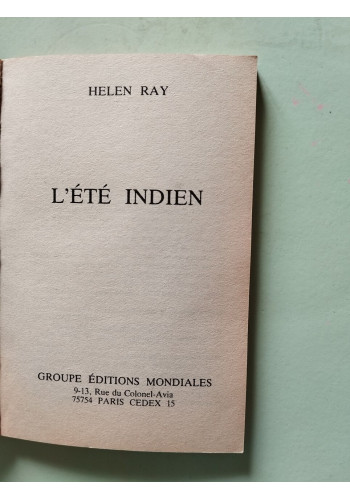 HELEN RAY
L'ÉTÉ INDIEN
GROUPE ÉDITIONS MONDIALES
9-13, Rue du Colonel-Avia
75754 PARIS CEDEX 15